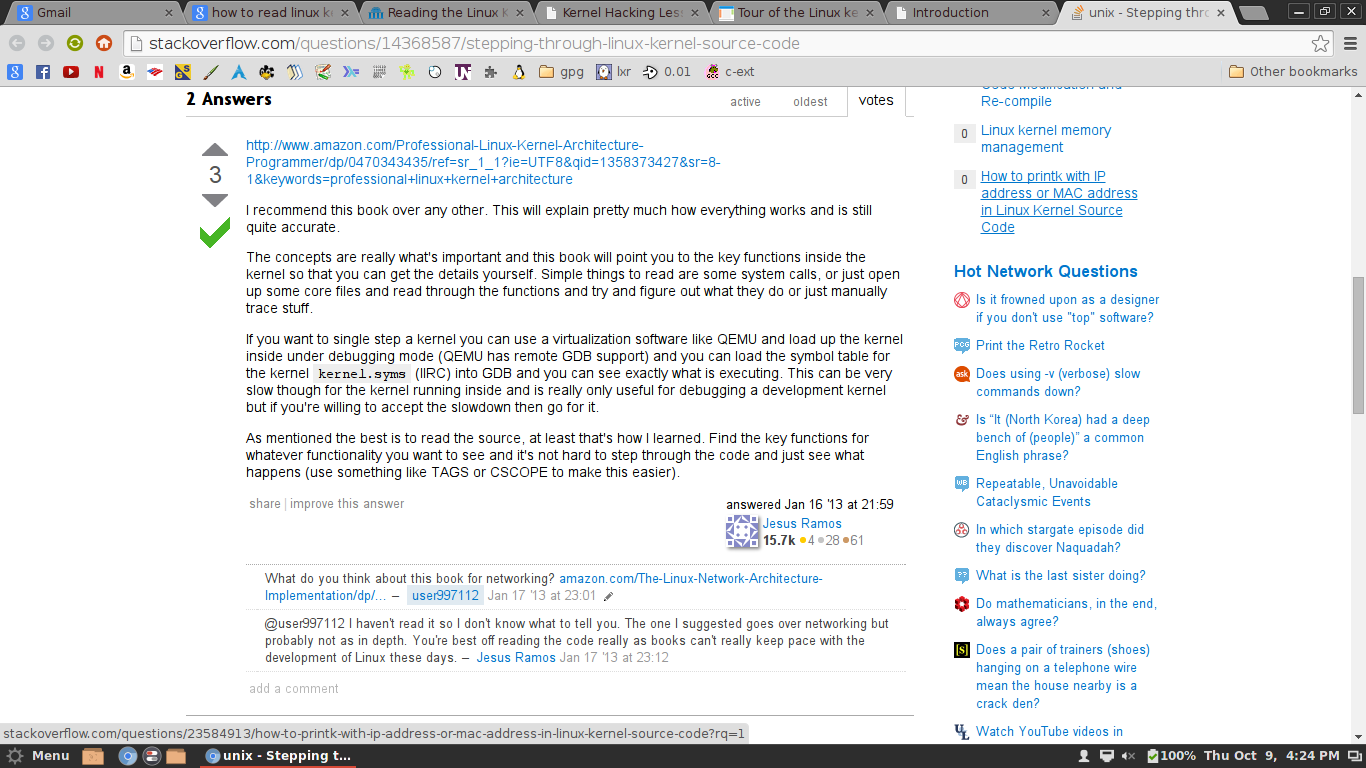 Gmail
how to read linux k
Reading the Linux K
Kernel Hacking Less
Tour of the Linux ke
Introduction
unix - Stepping thro
stackoverflow.com/questions/14368587/stepping-through-linux-kernel-source-code
gpg
lxr
0.01
c-ext
Other bookmarks
2 Answers
active
oldest
votes
http://www.amazon.com/Professional-Linux-Kernel-Architecture-
Programmer/dp/0470343435/ref=sr_1_1?ie=UTF8&qid=1358373427&sr=8-
1&keywords=professional+linux+kernel+architecture
3
I recommend this book over any other. This will explain pretty much how everything works and is still
quite accurate.
The concepts are really what's important and this book will point you to the key functions inside the
kernel so that you can get the details yourself. Simple things to read are some system calls, or just open
up some core files and read through the functions and try and figure out what they do or just manually
trace stuff.
If you want to single step a kernel you can use a virtualization software like QEMU and load up the kernel
inside under debugging mode (QEMU has remote GDB support) and you can load the symbol table for
the kernel kernel.syms (IIRC) into GDB and you can see exactly what is executing. This can be very
slow though for the kernel running inside and is really only useful for debugging a development kernel
but if you're willing to accept the slowdown then go for it.
As mentioned the best is to read the source, at least that's how I learned. Find the key functions for
whatever functionality you want to see and it's not hard to step through the code and just see what
happens (use something like TAGS or CSCOPE to make this easier).
share | improve this answer
answered Jan 16 '13 at 21:59
Jesus Ramos
15.7k 4 28 61
What do you think about this book for networking? amazon.com/The-Linux-Network-Architecture-
Implementation/dp/... – user997112 Jan 17 '13 at 23:01
@user997112 I haven't read it so I don't know what to tell you. The one I suggested goes over networking but
probably not as in depth. You're best off reading the code really as books can't really keep pace with the
development of Linux these days. – Jesus Ramos Jan 17 '13 at 23:12
add a comment
Code Modification and
Re-compile
0
Linux kernel memory
management
0
How to printk with IP
address or MAC address
in Linux Kernel Source
Code
Hot Network Questions
Is it frowned upon as a designer
if you don't use "top" software?
PCG
Print the Retro Rocket
ask
Does using -v (verbose) slow
commands down?
Is “It (North Korea) had a deep
bench of (people)” a common
English phrase?
WB
Repeatable, Unavoidable
Cataclysmic Events
In which stargate episode did
they discover Naquadah?
??
What is the last sister doing?
Do mathematicians, in the end,
always agree?
[S]
Does a pair of trainers (shoes)
hanging on a telephone wire
mean the house nearby is a
crack den?
UL
Watch YouTube videos in
stackoverflow.com/questions/23584913/how-to-printk-with-ip-address-or-mac-address-in-linux-kernel-source-code?rq=1
Menu
unix - Stepping t...
100%
Thu Oct 9, 4:24 PM